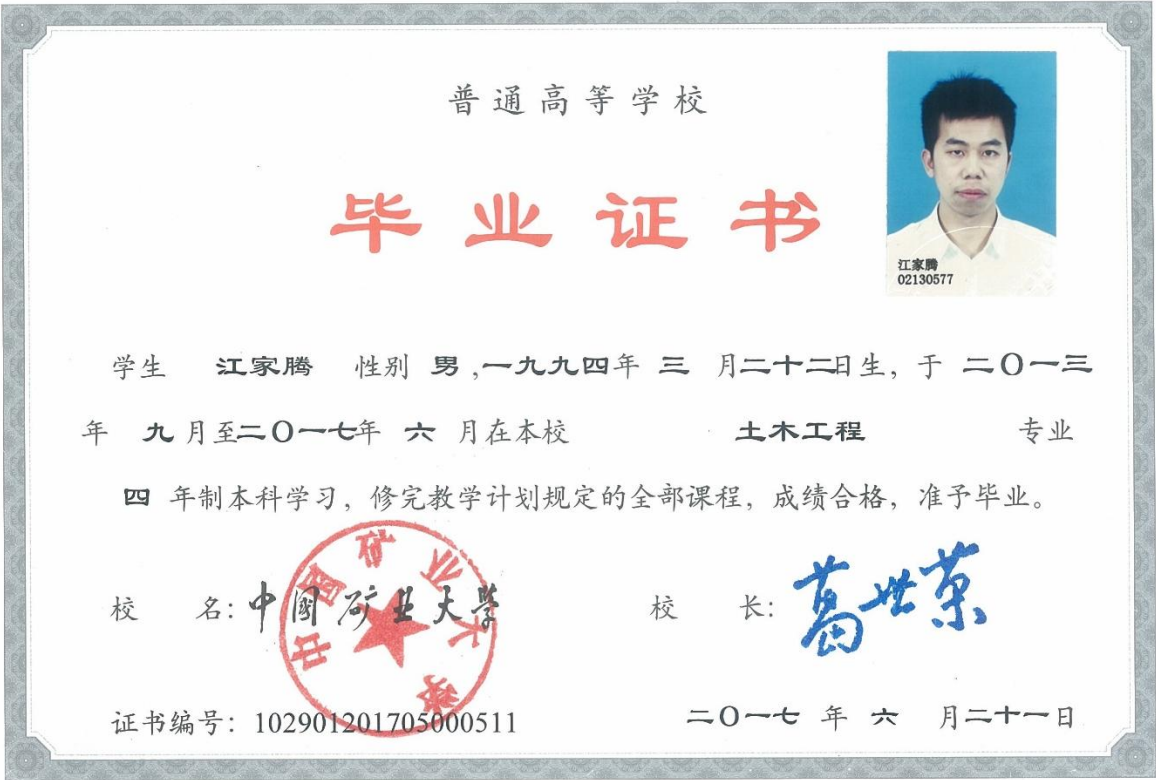 普通高等学校
毕业证书
江家腾
02130577
学生 江家腾 性别 男,一九九四年 三 月二十二日生, 于 二〇一三
年 九 月至二〇一七年 六 月在本校 土木工程 专业
四 年制本科学习, 修完教学计划规定的全部课程, 成绩合格, 准予毕业。
中国矿业大学
校 名: 中国矿业大学 校 长: 葛世荣
证书编号: 102901201705000511 二〇一七 年 六 月二十一日